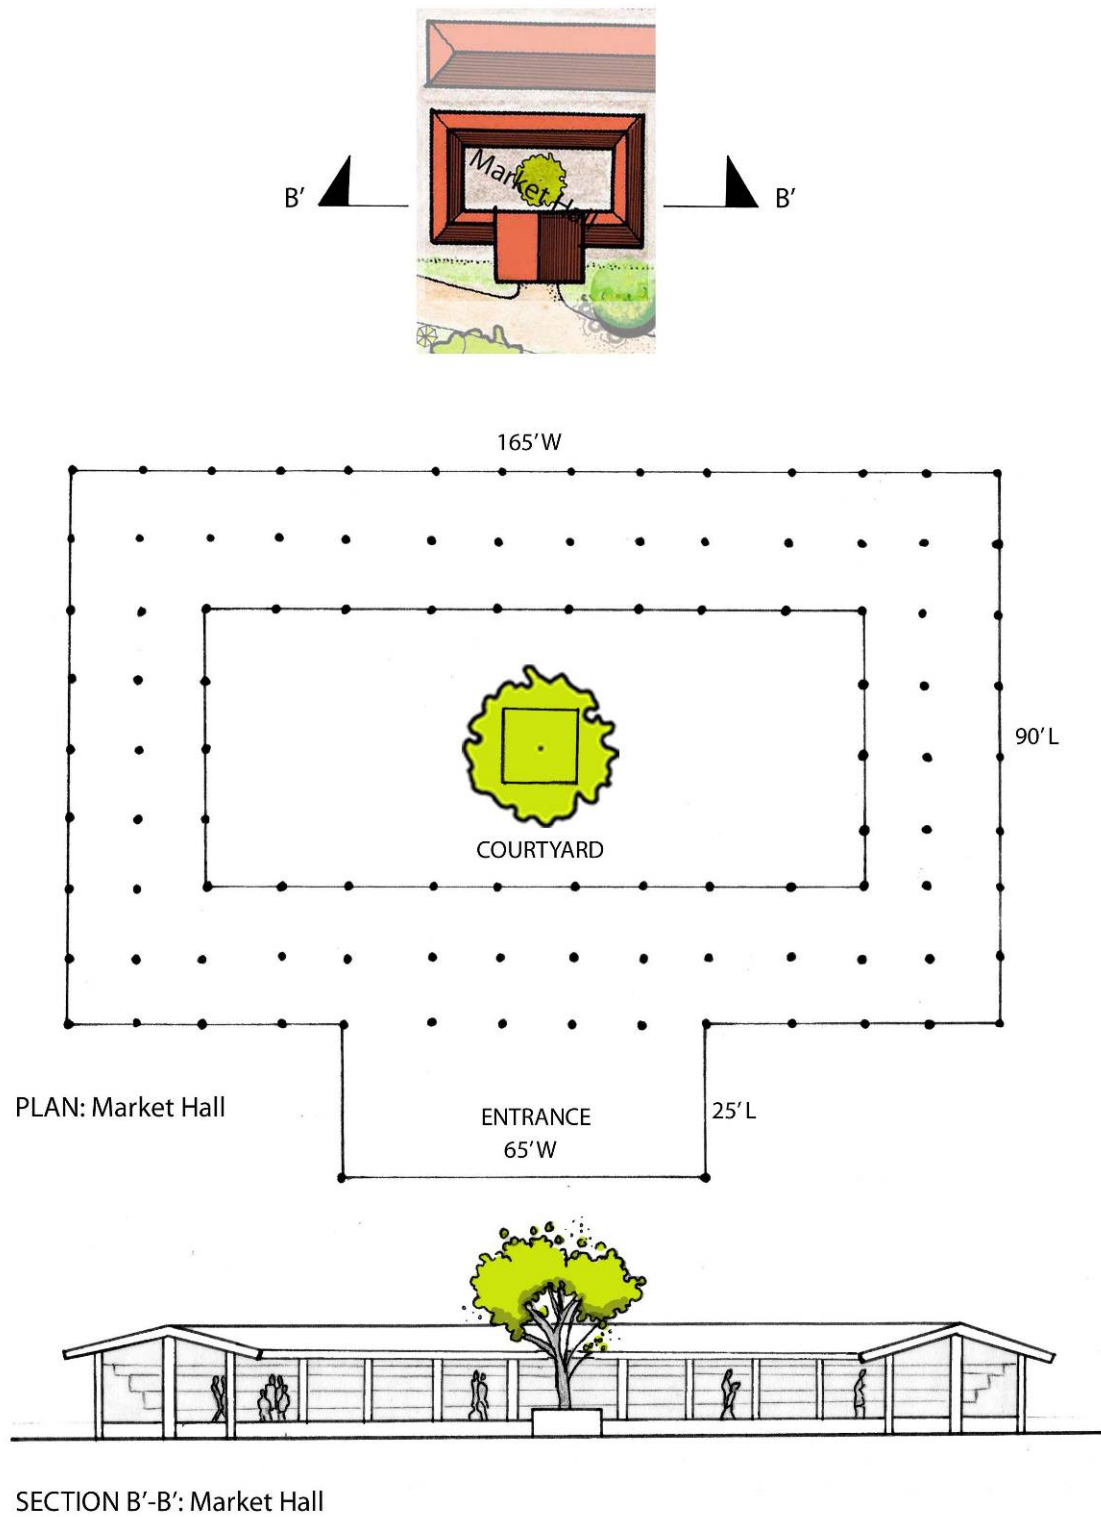 Market Hall
B'
B'
165' W
90' L
COURTYARD
PLAN: Market Hall
ENTRANCE
65' W
25' L
SECTION B'-B': Market Hall